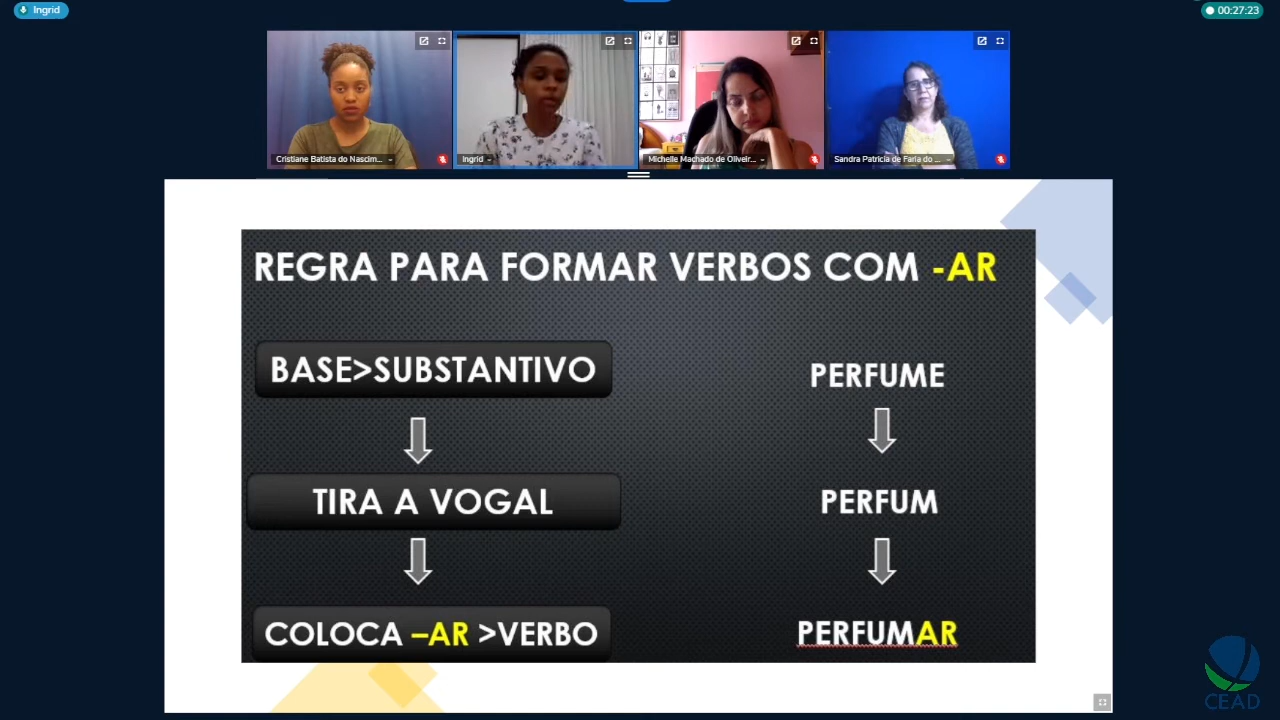 Ingrid
00:27:23
Cristiane Batista do Nascim...
Ingrid
Michelle Machado de Oliveir...
Sandra Patricia de Faria do ...
REGRA PARA FORMAR VERBOS COM -AR
BASE>SUBSTANTIVO
PERFUME
TIRA A VOGAL
PERFUM
COLOCA –AR >VERBO
PERFUMAR
CEAD